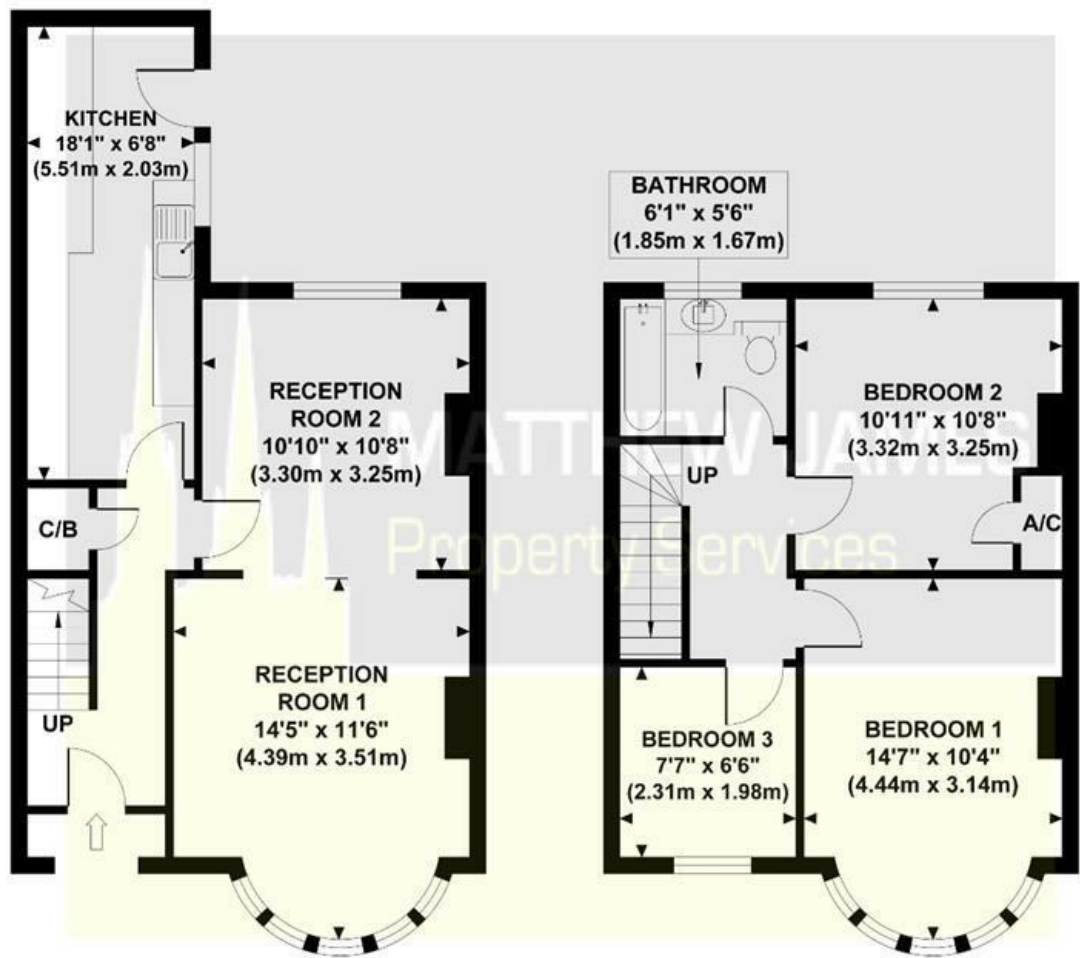 KITCHEN
18'1" x 6'8"
(5.51m x 2.03m)
BATHROOM
6'1" x 5'6"
(1.85m x 1.67m)
RECEPTION
ROOM 2
10'10" x 10'8"
(3.30m x 3.25m)
BEDROOM 2
10'11" x 10'8"
(3.32m x 3.25m)
MATTHEW JAMES
Property Services
UP
C/B
A/C
RECEPTION
ROOM 1
14'5" x 11'6"
(4.39m x 3.51m)
UP
BEDROOM 3
7'7" x 6'6"
(2.31m x 1.98m)
BEDROOM 1
14'7" x 10'4"
(4.44m x 3.14m)